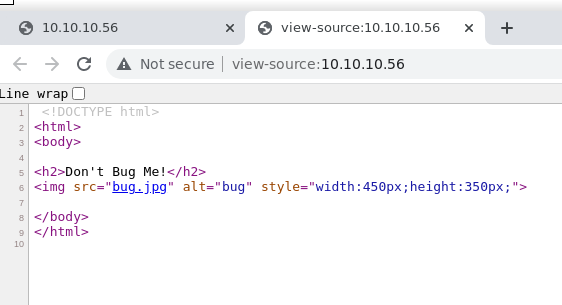 10.10.10.56
view-source:10.10.10.56
Not secure
view-source:10.10.10.56
Line wrap
1 <!DOCTYPE html>
2 <html>
3 <body>
4
5 <h2>Don't Bug Me!</h2>
6 <img src="bug.jpg" alt="bug" style="width:450px;height:350px;">
7
8 </body>
9 </html>
10